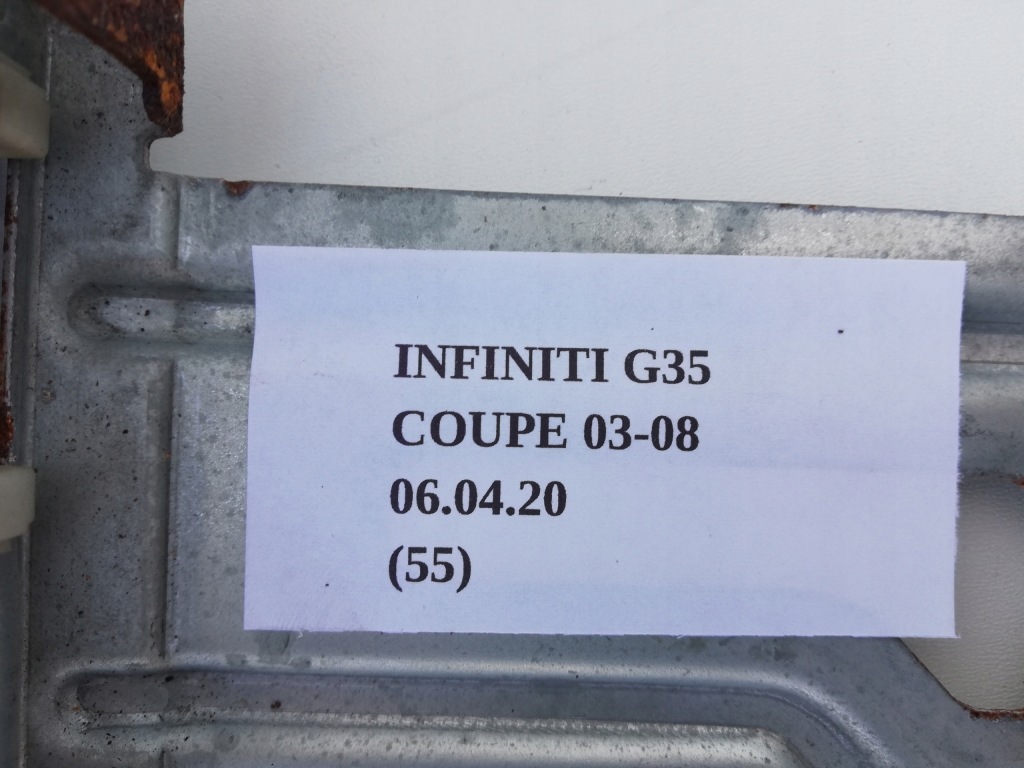 INFINITI G35
COUPE 03-08
06.04.20
(55)